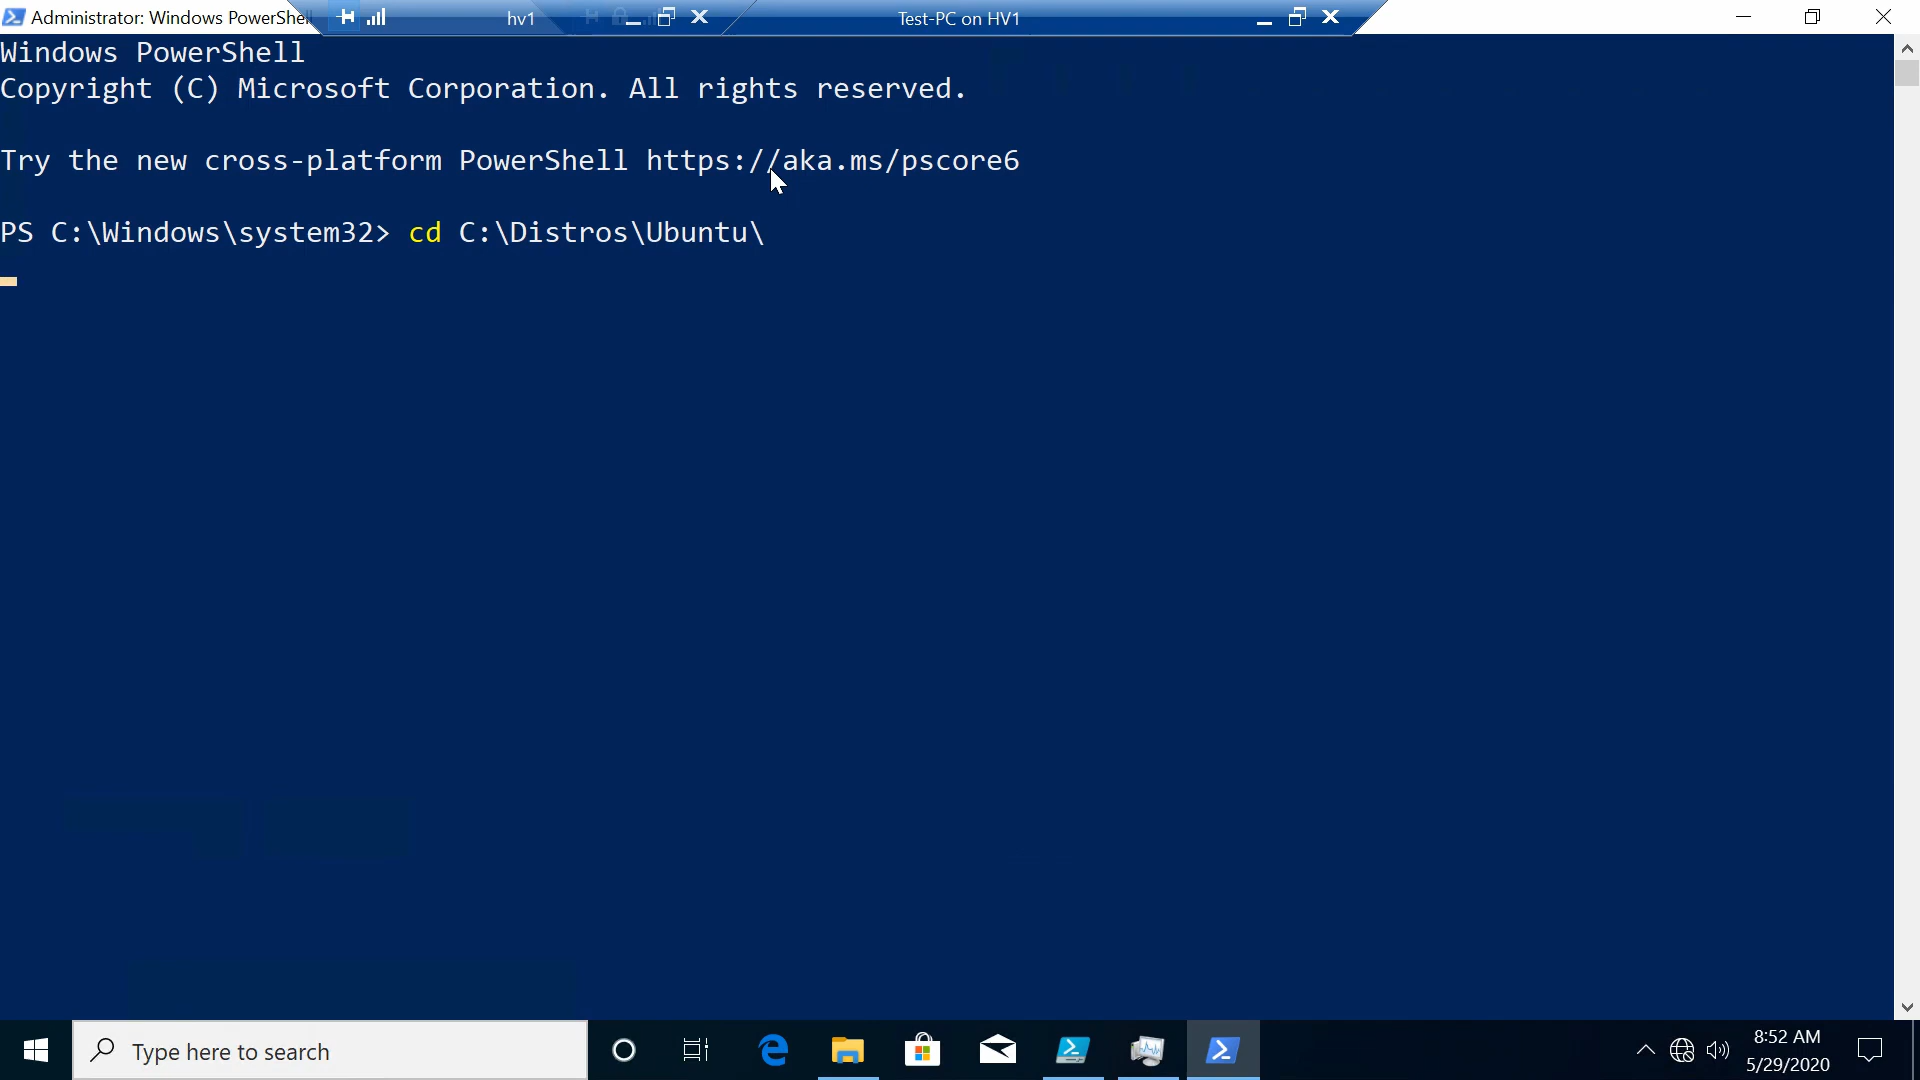 Administrator: Windows PowerShell
hv1
Test-PC on HV1
Windows PowerShell
Copyright (C) Microsoft Corporation. All rights reserved.
Try the new cross-platform PowerShell https://aka.ms/pscore6
PS C:\Windows\system32> cd C:\Distros\Ubuntu\
Type here to search
8:52 AM
5/29/2020